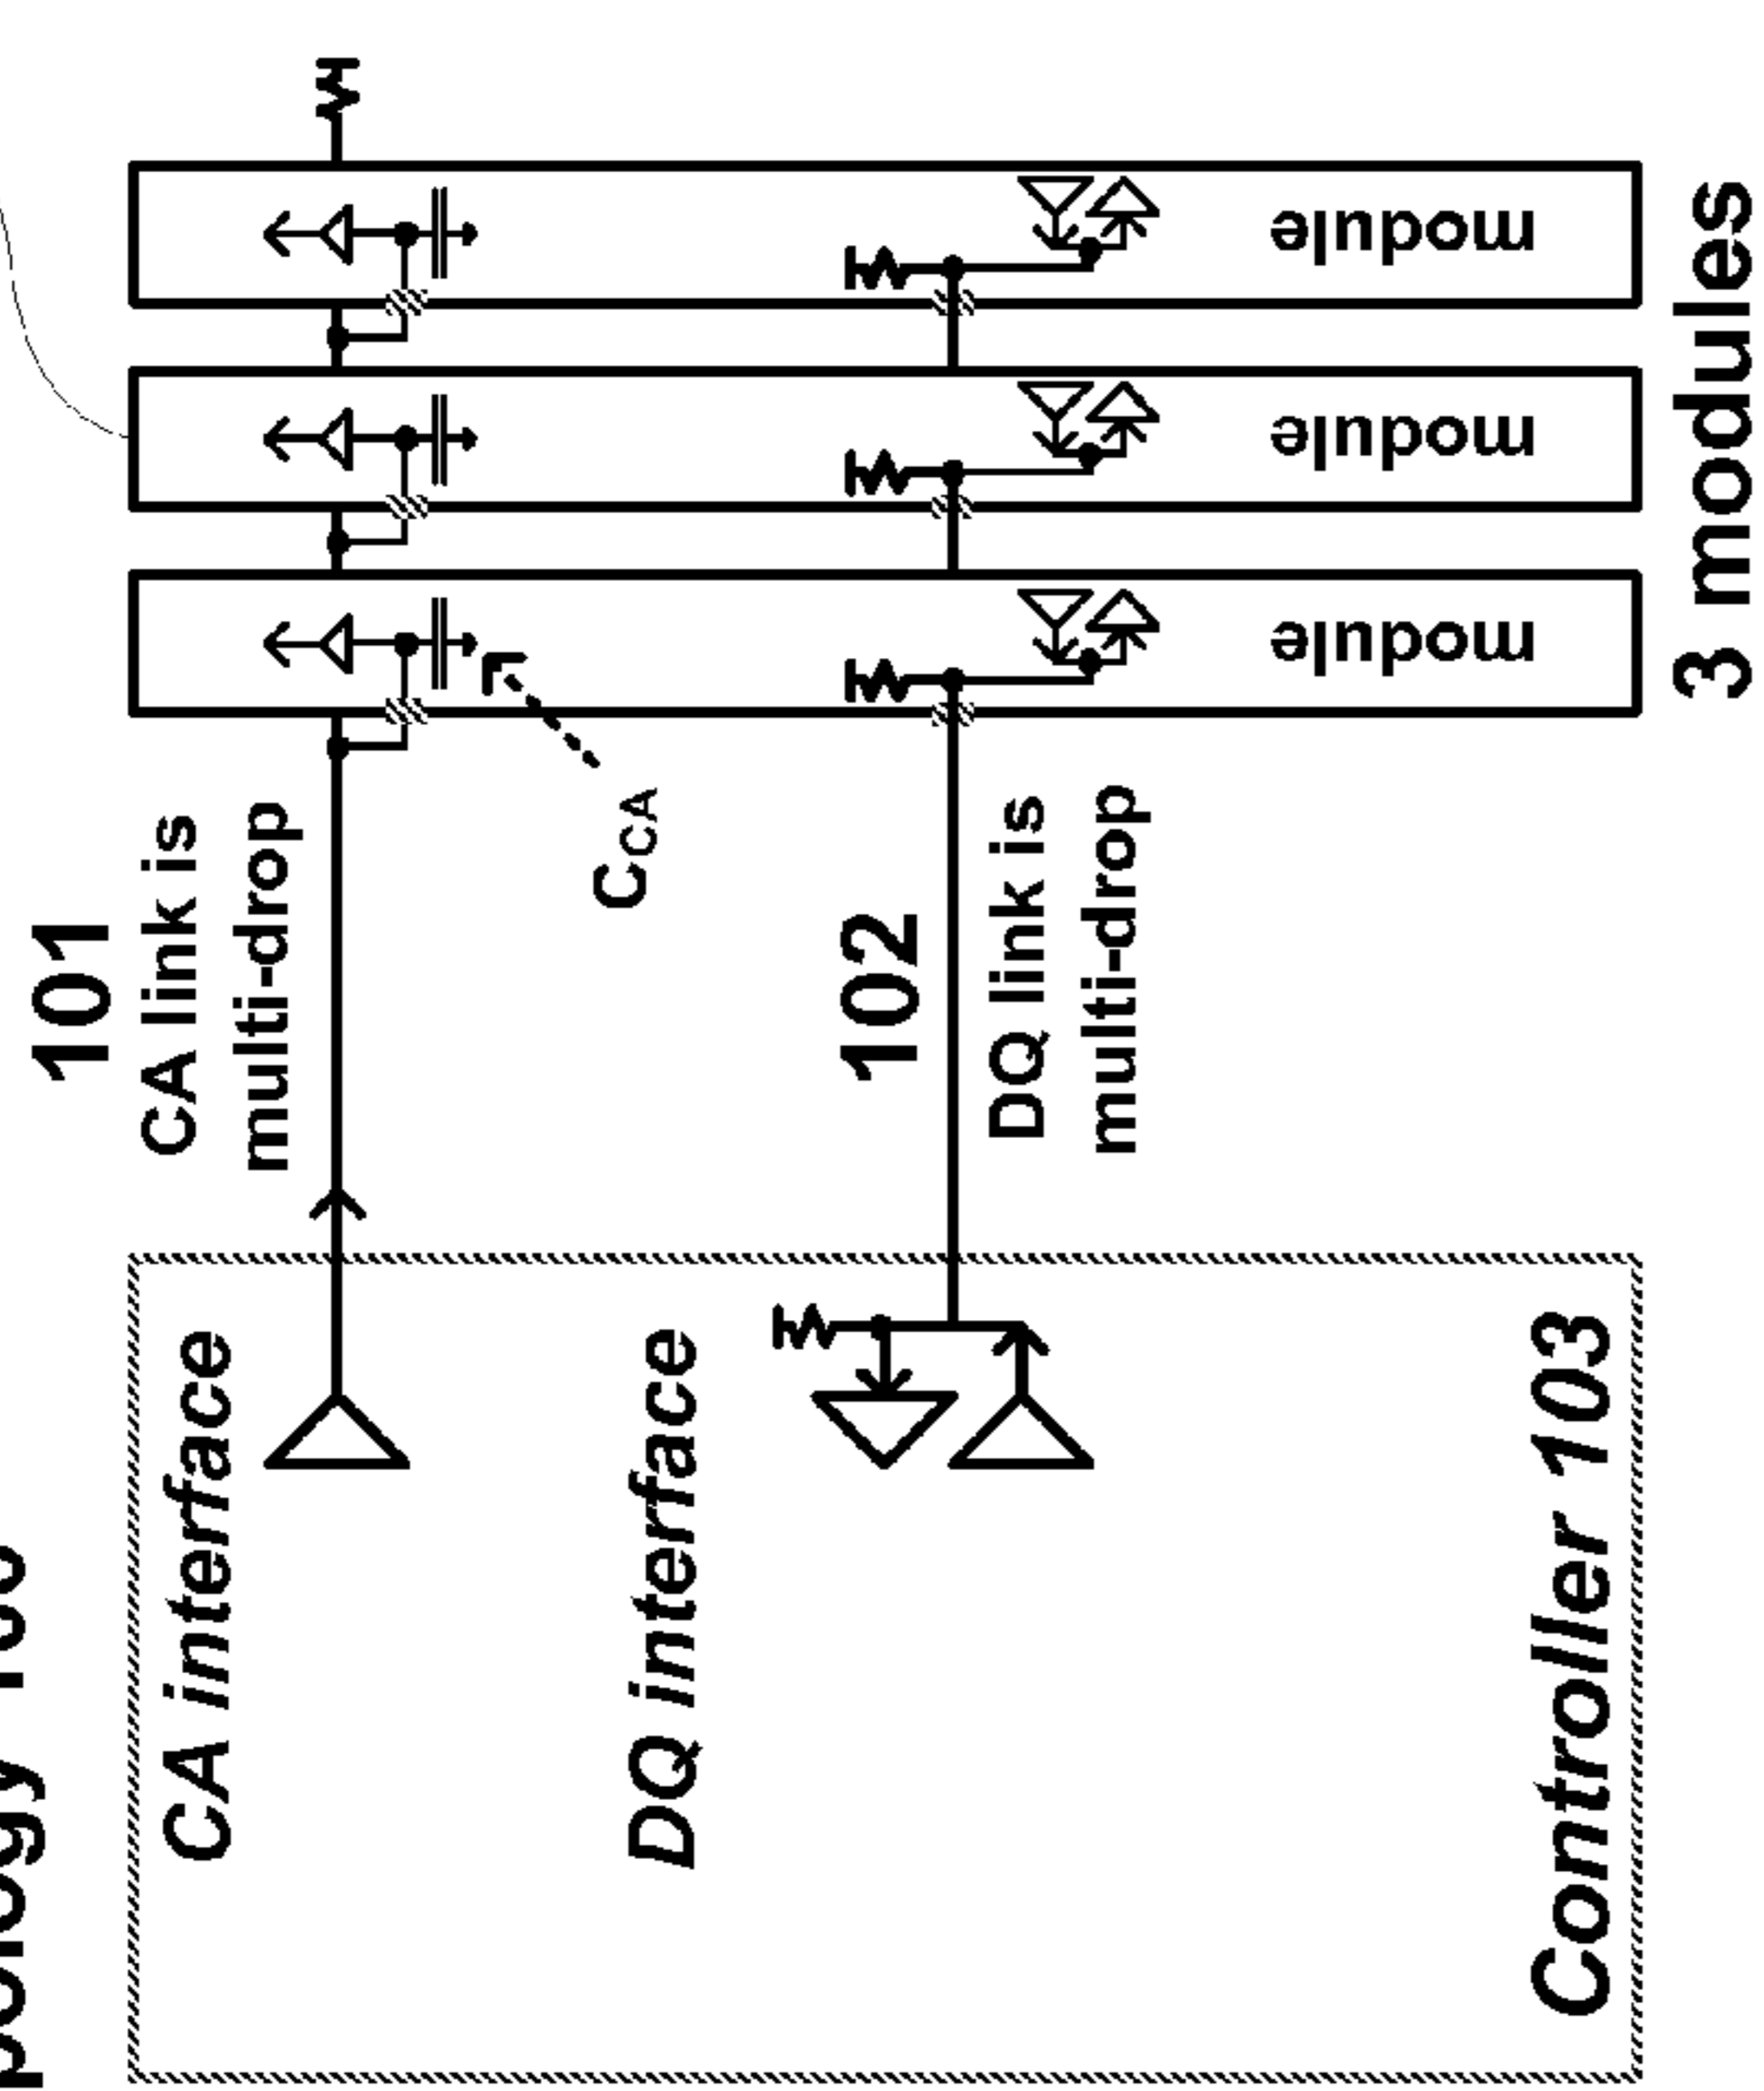 101
CA link is
multi-drop
CCA
102
DQ link is
multi-drop
CA interface
DQ interface
Controller 103
module
module
module
3 modules